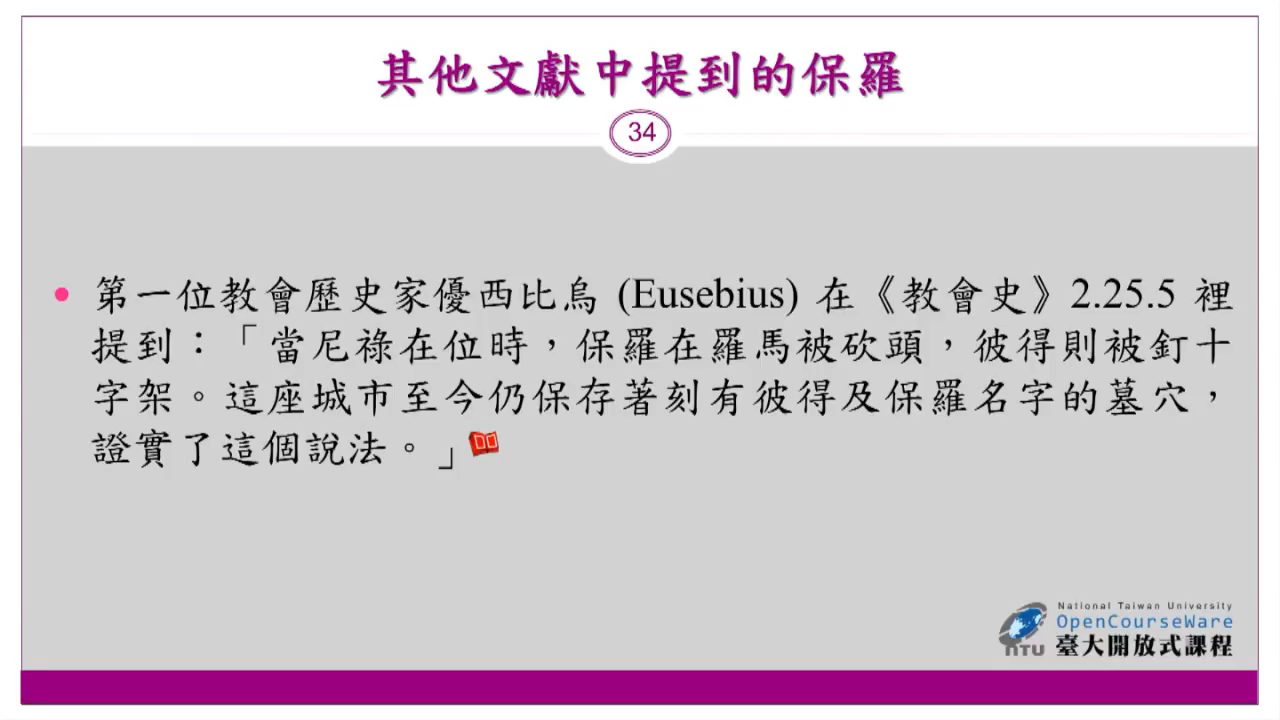 其他文獻中提到的保羅
34
• 第一位教會歷史家優西比烏 (Eusebius) 在《教會史》2.25.5 裡
提到：「當尼祿在位時，保羅在羅馬被砍頭，彼得則被釘十
字架。這座城市至今仍保存著刻有彼得及保羅名字的墓穴，
證實了這個說法。」
National Taiwan University
OpenCourseWare
NTU 臺大開放式課程